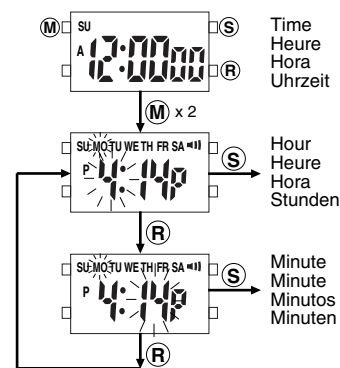 M SU S
A 12:00 00 R
Time
Heure
Hora
Uhrzeit
M x 2
SU MO TU WE TH FR SA
P 4:14P
S
Hour
Heure
Hora
Stunden
R
SU MO TU WE TH FR SA
P 4:14P
S
Minute
Minute
Minutos
Minuten
R